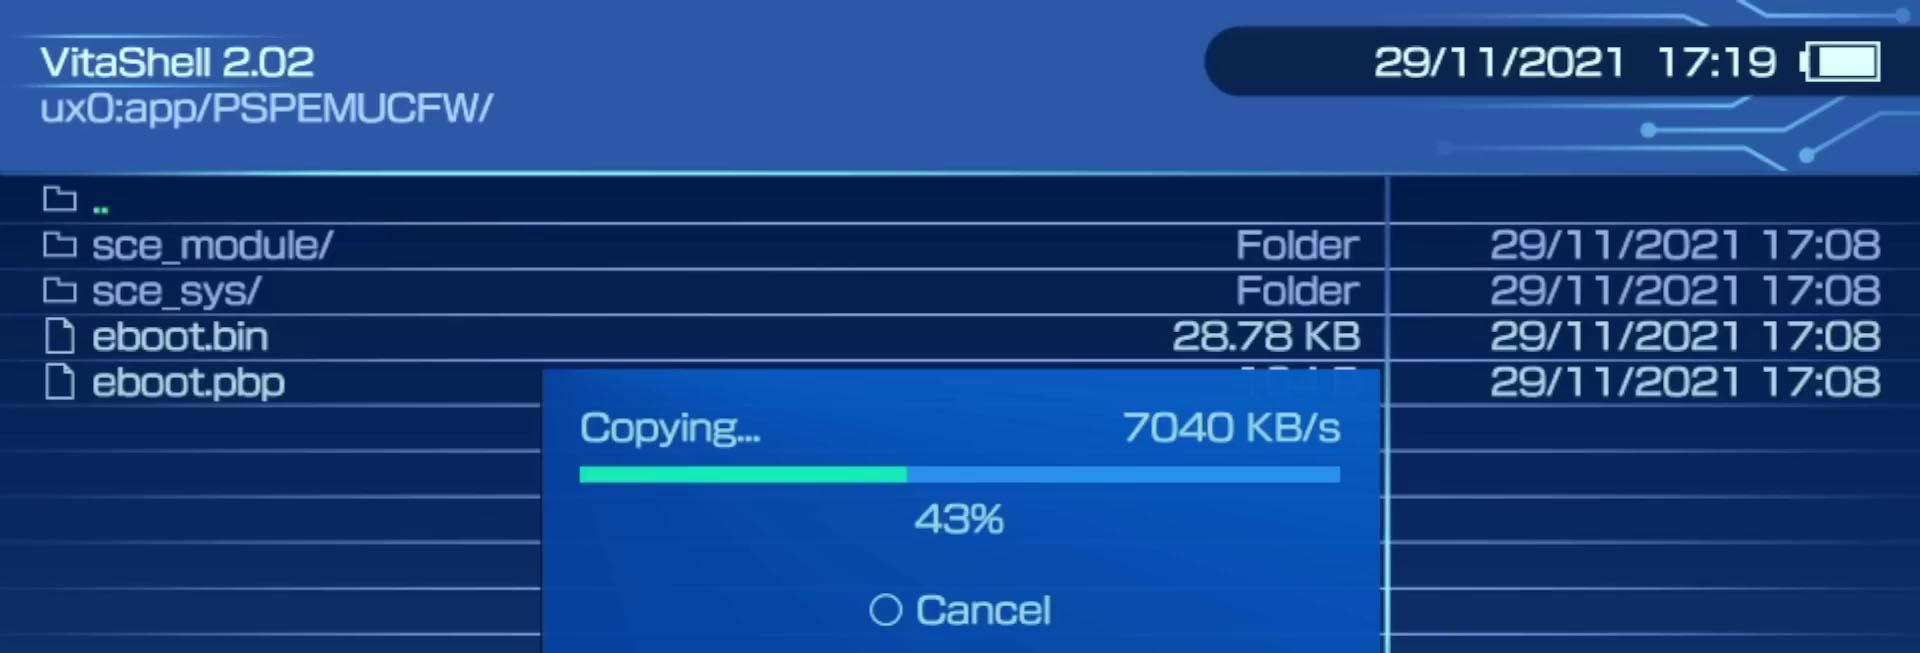 VitaShell 2.02
29/11/2021 17:19
ux0:app/PSPEMUCFW/
..
sce_module/ Folder 29/11/2021 17:08
sce_sys/ Folder 29/11/2021 17:08
eboot.bin 28.78 KB 29/11/2021 17:08
eboot.pbp 29/11/2021 17:08
Copying... 7040 KB/s
43%
Cancel